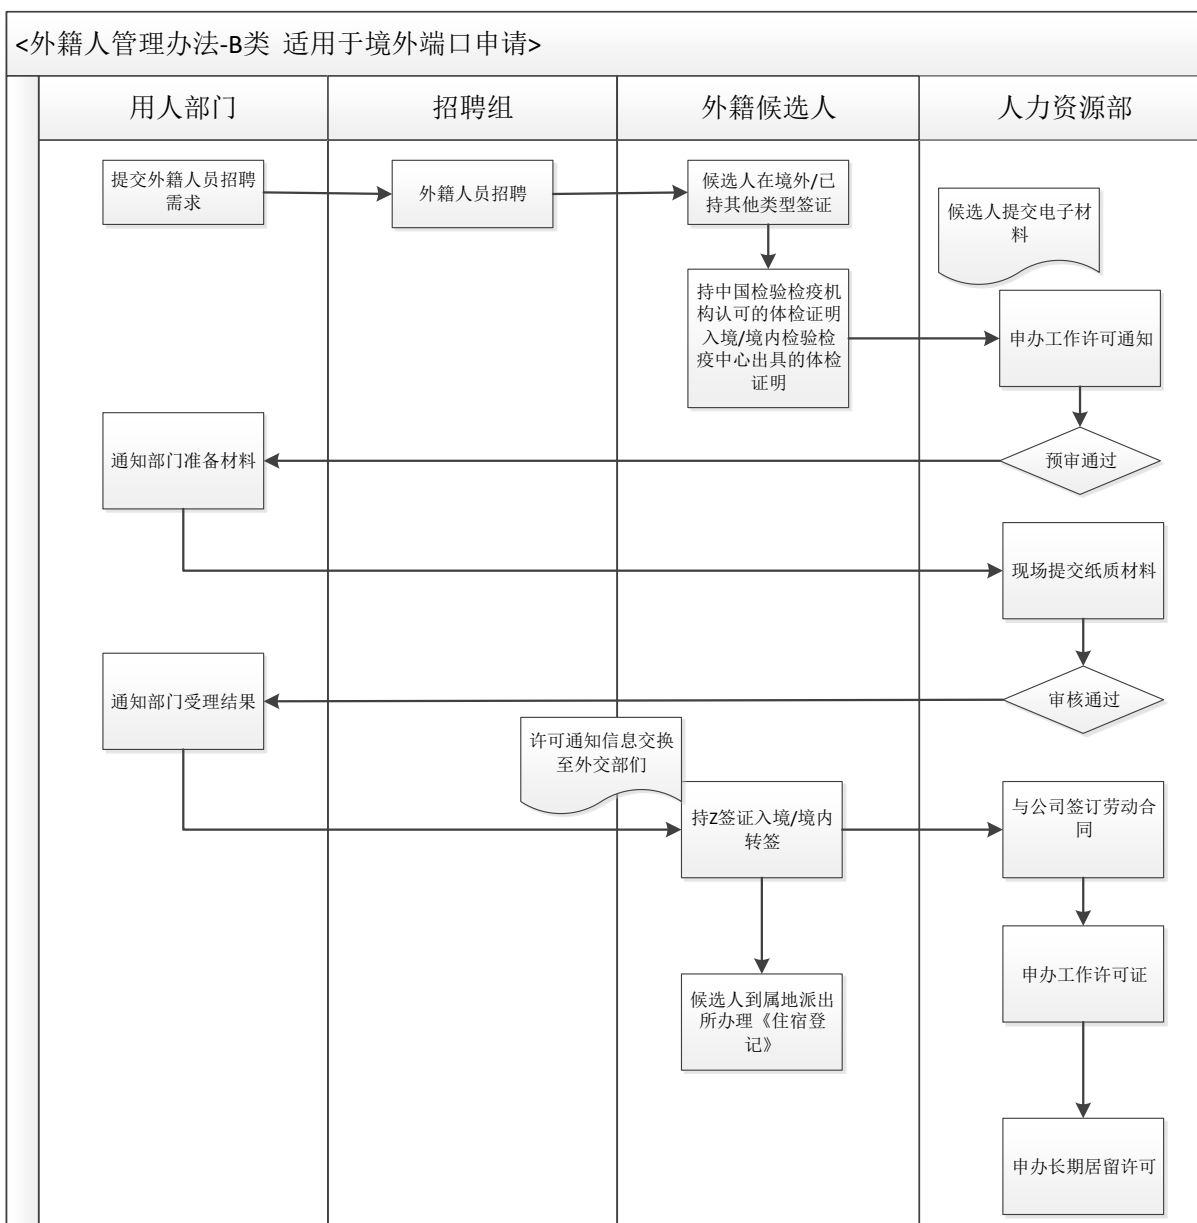 <外籍人管理办法-B类 适用于境外端口申请>
用人部门
招聘组
外籍候选人
人力资源部
提交外籍人员招聘
需求
外籍人员招聘
候选人在境外/已
持其他类型签证
候选人提交电子材
料
持中国检验检疫机
构认可的体检证明
入境/境内检验检
疫中心出具的体检
证明
申办工作许可通知
通知部门准备材料
预审通过
现场提交纸质材料
通知部门受理结果
审核通过
许可通知信息交换
至外交部们
持Z签证入境/境内
转签
与公司签订劳动合
同
候选人到属地派出
所办理《住宿登
记》
申办工作许可证
申办长期居留许可